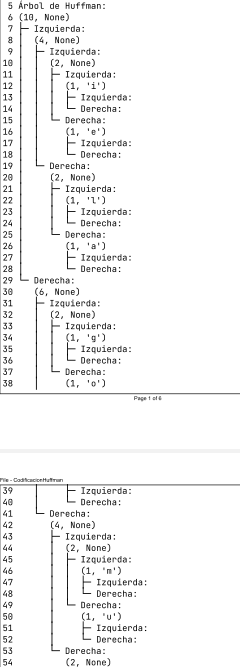 5 Árbol de Huffman:
6 (10, None)
7 ├─ Izquierda:
8 │  (4, None)
9 │  ├─ Izquierda:
10 │  │  (2, None)
11 │  │  ├─ Izquierda:
12 │  │  │  (1, 'i')
13 │  │  │  ├─ Izquierda:
14 │  │  │  └─ Derecha:
15 │  │  └─ Derecha:
16 │  │     (1, 'e')
17 │  │     ├─ Izquierda:
18 │  │     └─ Derecha:
19 │  └─ Derecha:
20 │     (2, None)
21 │     ├─ Izquierda:
22 │     │  (1, 'l')
23 │     │  ├─ Izquierda:
24 │     │  └─ Derecha:
25 │     └─ Derecha:
26 │        (1, 'a')
27 │        ├─ Izquierda:
28 │        └─ Derecha:
29 └─ Derecha:
30    (6, None)
31    ├─ Izquierda:
32    │  (2, None)
33    │  ├─ Izquierda:
34    │  │  (1, 'g')
35    │  │  ├─ Izquierda:
36    │  │  └─ Derecha:
37    │  └─ Derecha:
38    │     (1, 'o')
Page 1 of 6
File - CodificacionHuffman
39    │     ├─ Izquierda:
40    │     └─ Derecha:
41    └─ Derecha:
42       (4, None)
43       ├─ Izquierda:
44       │  (2, None)
45       │  ├─ Izquierda:
46       │  │  (1, 'm')
47       │  │  ├─ Izquierda:
48       │  │  └─ Derecha:
49       │  └─ Derecha:
50       │     (1, 'u')
51       │     ├─ Izquierda:
52       │     └─ Derecha:
53       └─ Derecha:
54          (2, None)